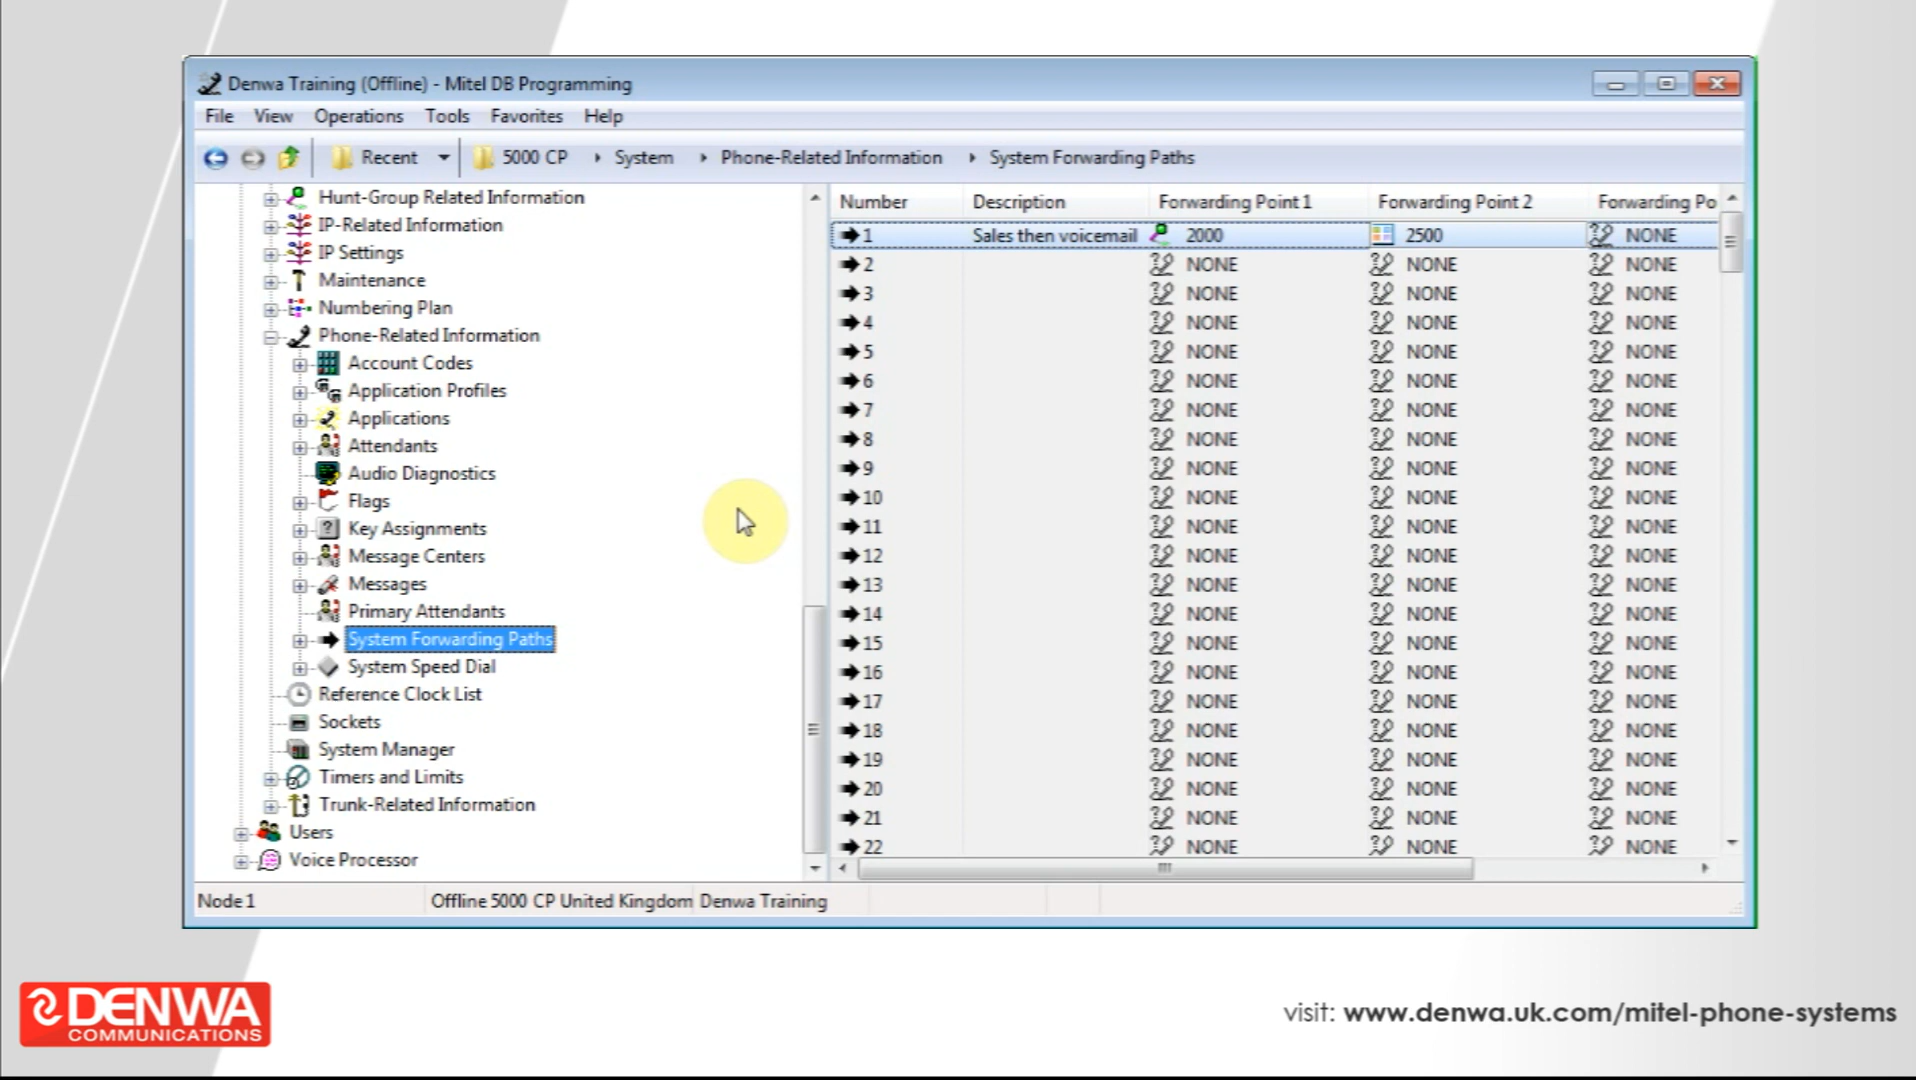 Denwa Training (Offline) - Mitel DB Programming
File View Operations Tools Favorites Help
Recent 5000 CP System Phone-Related Information System Forwarding Paths
Hunt-Group Related Information
IP-Related Information
IP Settings
Maintenance
Numbering Plan
Phone-Related Information
Account Codes
Application Profiles
Applications
Attendants
Audio Diagnostics
Flags
Key Assignments
Message Centers
Messages
Primary Attendants
System Forwarding Paths
System Speed Dial
Reference Clock List
Sockets
System Manager
Timers and Limits
Trunk-Related Information
Users
Voice Processor
Number Description Forwarding Point 1 Forwarding Point 2 Forwarding Po
1 Sales then voicemail 2000 2500 NONE
2 NONE NONE NONE
3 NONE NONE NONE
4 NONE NONE NONE
5 NONE NONE NONE
6 NONE NONE NONE
7 NONE NONE NONE
8 NONE NONE NONE
9 NONE NONE NONE
10 NONE NONE NONE
11 NONE NONE NONE
12 NONE NONE NONE
13 NONE NONE NONE
14 NONE NONE NONE
15 NONE NONE NONE
16 NONE NONE NONE
17 NONE NONE NONE
18 NONE NONE NONE
19 NONE NONE NONE
20 NONE NONE NONE
21 NONE NONE NONE
22 NONE NONE NONE
Node 1 Offline 5000 CP United Kingdom Denwa Training
DENWA
COMMUNICATIONS
visit: www.denwa.uk.com/mitel-phone-systems